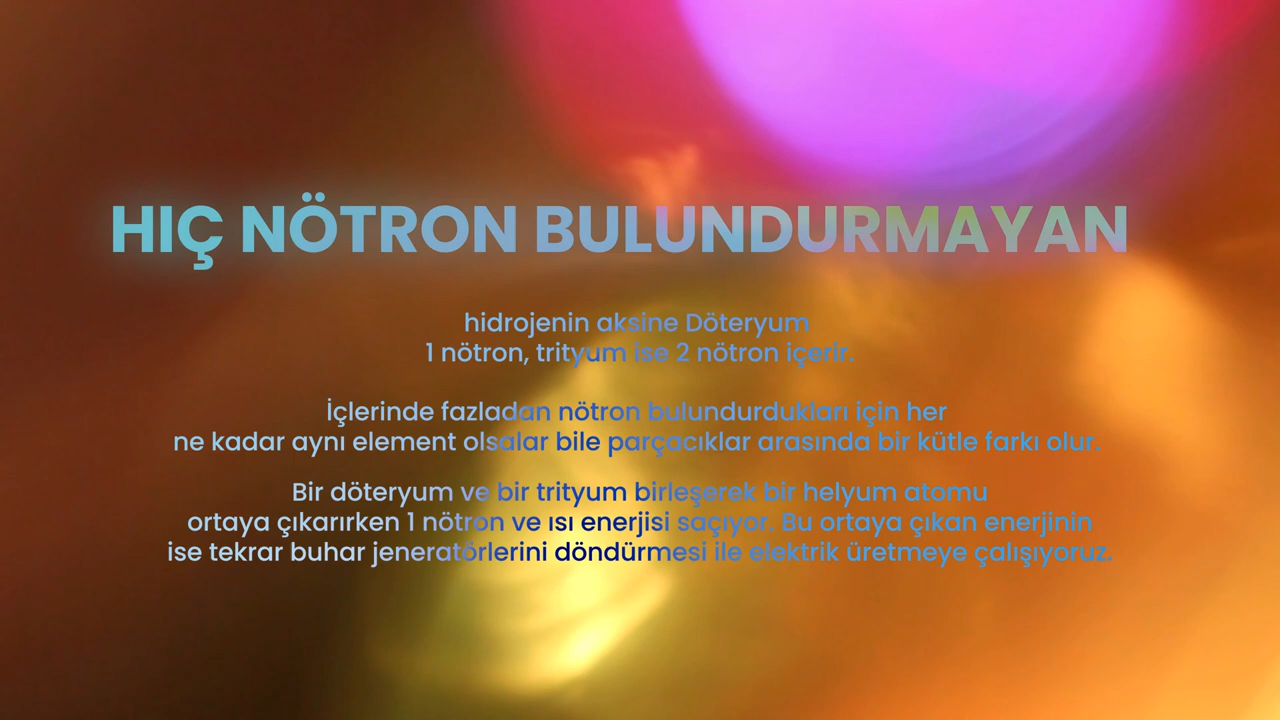 HIÇ NÖTRON BULUNDURMAYAN
hidrojenin aksine Döteryum
1 nötron, trityum ise 2 nötron içerir.
İçlerinde fazladan nötron bulundurdukları için her
ne kadar aynı element olsalar bile parçacıklar arasında bir kütle farkı olur.
Bir döteryum ve bir trityum birleşerek bir helyum atomu
ortaya çıkarırken 1 nötron ve ısı enerjisi saçıyor. Bu ortaya çıkan enerjinin
ise tekrar buhar jeneratörlerini döndürmesi ile elektrik üretmeye çalışıyoruz.